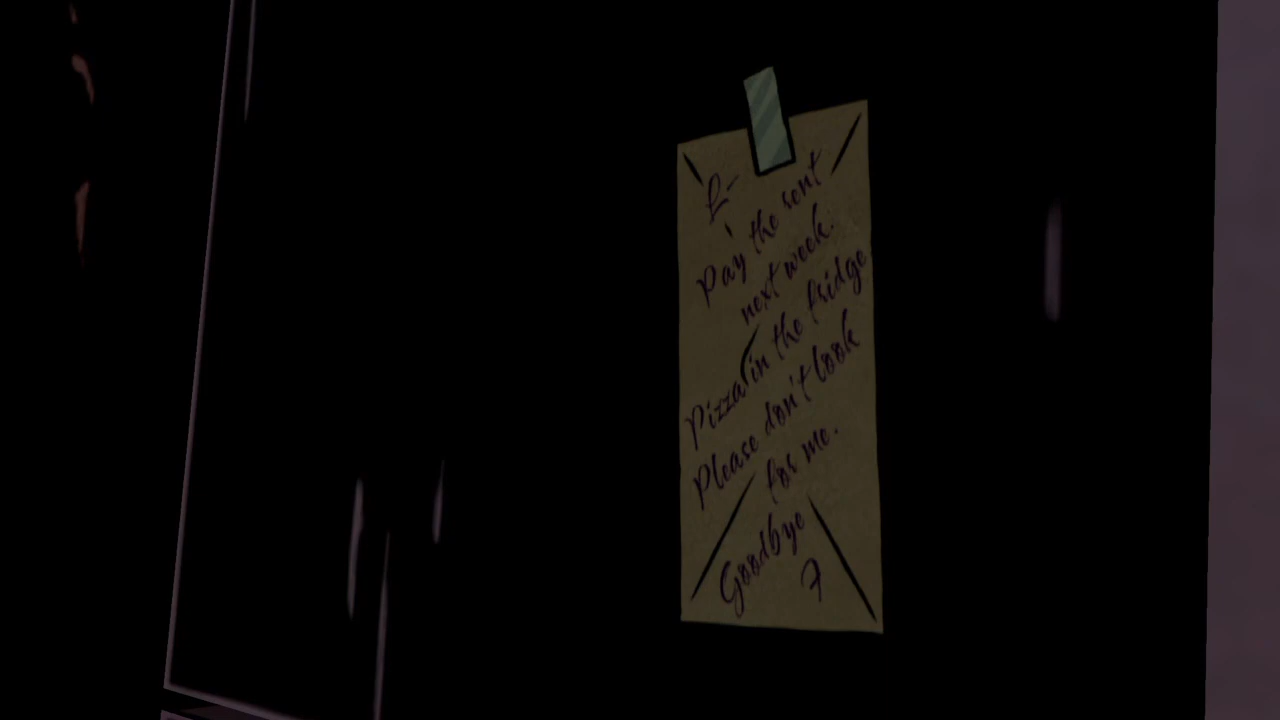 L-
Pay the rent
next week.
Pizza in the fridge
Please don't look
for me.
Goodbye
F